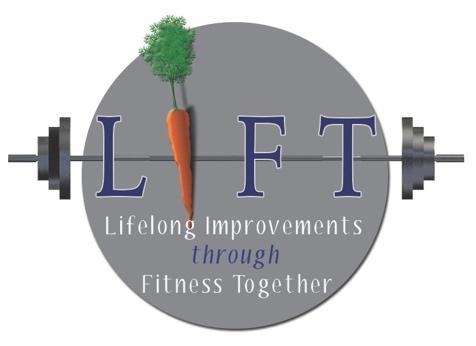 LIFT
Lifelong Improvements
through
Fitness Together